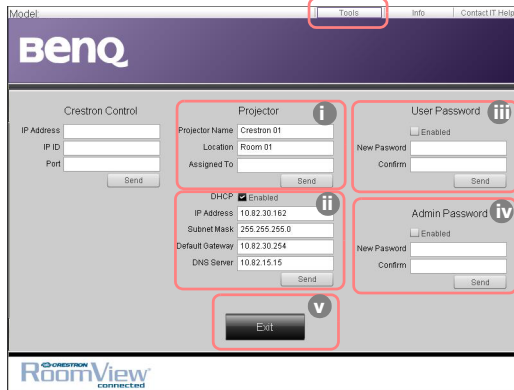 Model: Tools Info Contact IT Help
BenQ
Crestron Control
IP Address
IP ID
Port
Send
Projector i
Projector Name Crestron 01
Location Room 01
Assigned To
Send
DHCP Enabled ii
IP Address 10.82.30.162
Subnet Mask 255.255.255.0
Default Gateway 10.82.30.254
DNS Server 10.82.15.15
Send
User Password iii
Enabled
New Pasword
Confirm
Send
Admin Password iv
Enabled
New Pasword
Confirm
Send
v
Exit
CRESTRON
RoomView
connected